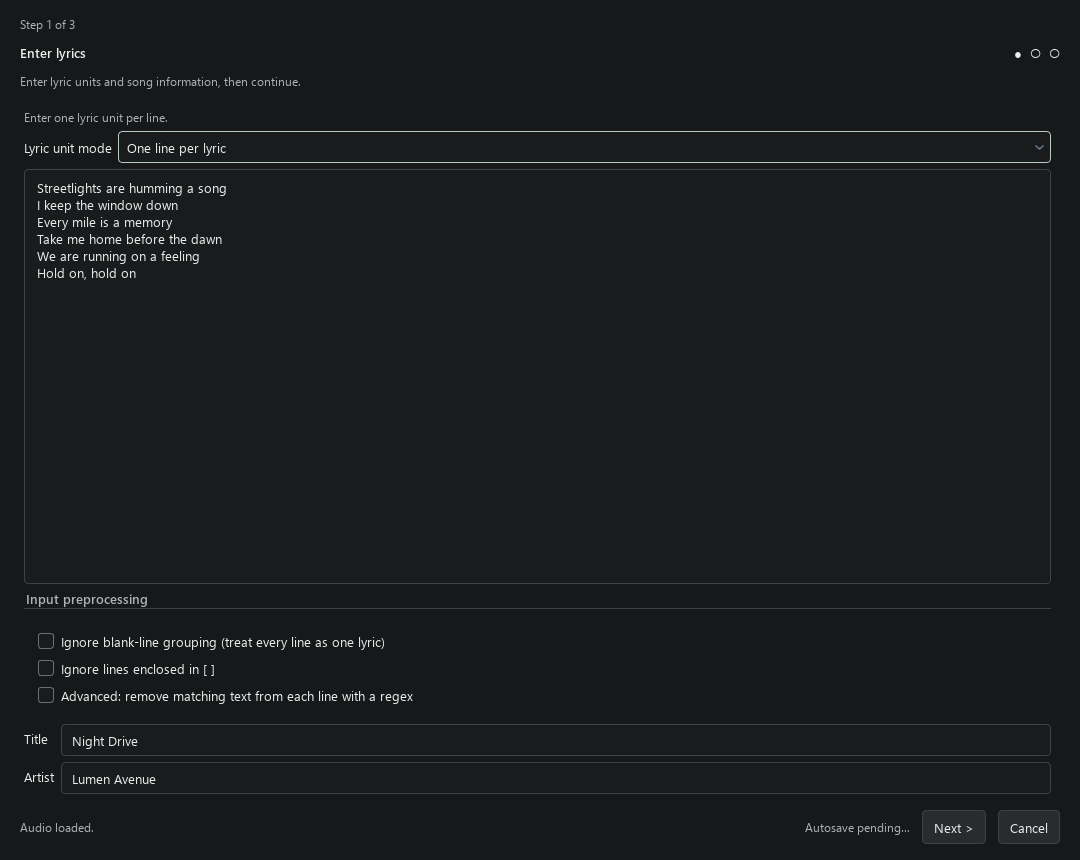 Step 1 of 3
Enter lyrics
Enter lyric units and song information, then continue.
Enter one lyric unit per line.
Lyric unit mode One line per lyric
Streetlights are humming a song
I keep the window down
Every mile is a memory
Take me home before the dawn
We are running on a feeling
Hold on, hold on
Input preprocessing
Ignore blank-line grouping (treat every line as one lyric)
Ignore lines enclosed in [ ]
Advanced: remove matching text from each line with a regex
Title Night Drive
Artist Lumen Avenue
Audio loaded. Autosave pending... Next > Cancel